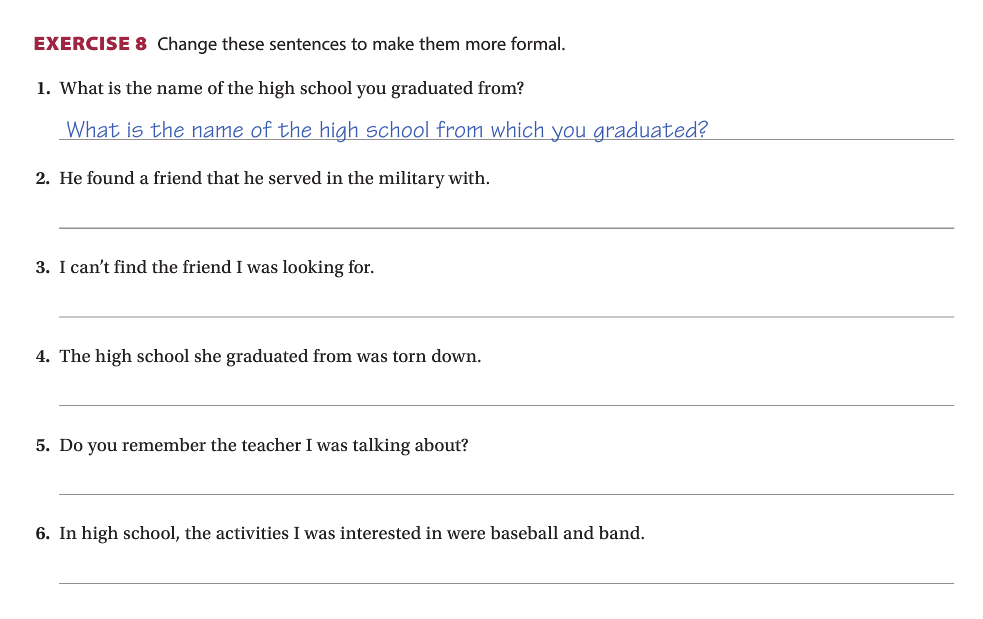 EXERCISE 8 Change these sentences to make them more formal.
1. What is the name of the high school you graduated from?
What is the name of the high school from which you graduated?
2. He found a friend that he served in the military with.
3. I can’t find the friend I was looking for.
4. The high school she graduated from was torn down.
5. Do you remember the teacher I was talking about?
6. In high school, the activities I was interested in were baseball and band.